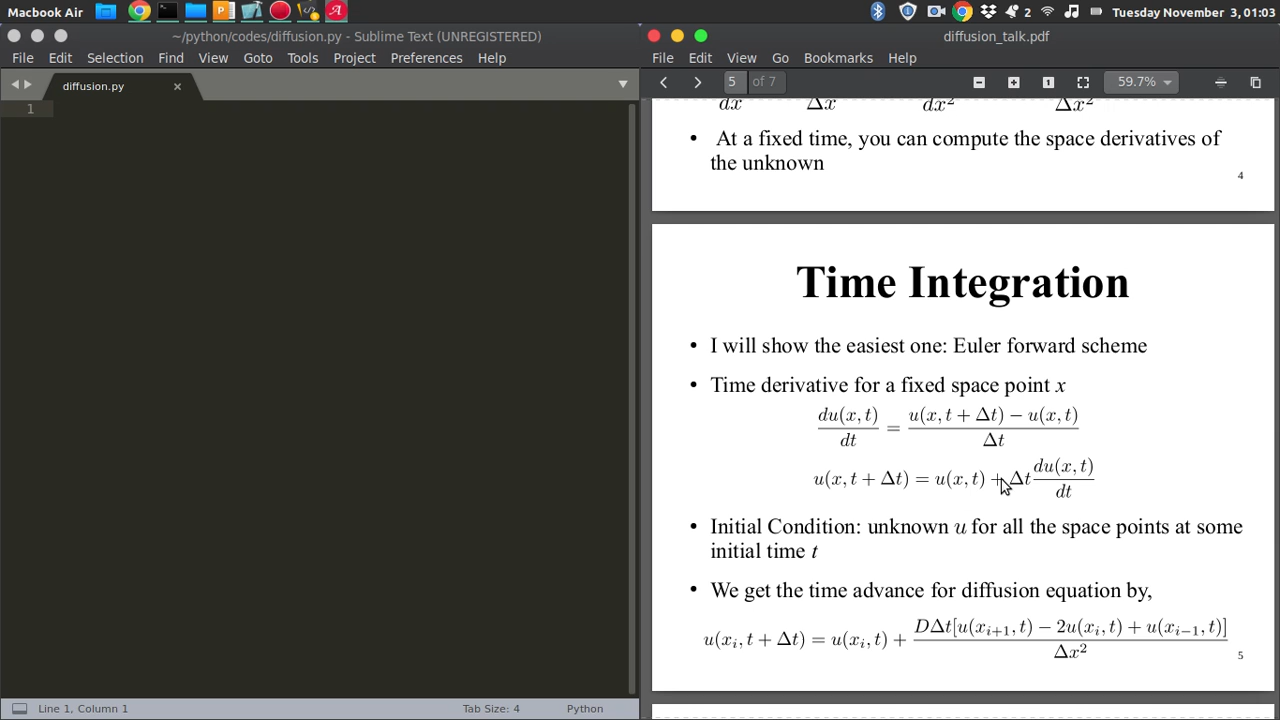 Macbook Air
2
Tuesday November 3, 01:03
~/python/codes/diffusion.py - Sublime Text (UNREGISTERED)
File Edit Selection Find View Goto Tools Project Preferences Help
diffusion.py ×
1
Line 1, Column 1
Tab Size: 4
Python
diffusion_talk.pdf
File Edit View Go Bookmarks Help
5 of 7
1
59.7%
dx Δx dx² Δx²
• At a fixed time, you can compute the space derivatives of
the unknown
4
Time Integration
• I will show the easiest one: Euler forward scheme
• Time derivative for a fixed space point x
du(x, t)/dt = (u(x, t + Δt) − u(x, t))/Δt
u(x, t + Δt) = u(x, t) + Δt du(x, t)/dt
• Initial Condition: unknown u for all the space points at some
initial time t
• We get the time advance for diffusion equation by,
u(xᵢ, t + Δt) = u(xᵢ, t) + DΔt[u(xᵢ₊₁, t) − 2u(xᵢ, t) + u(xᵢ₋₁, t)]/Δx²
5